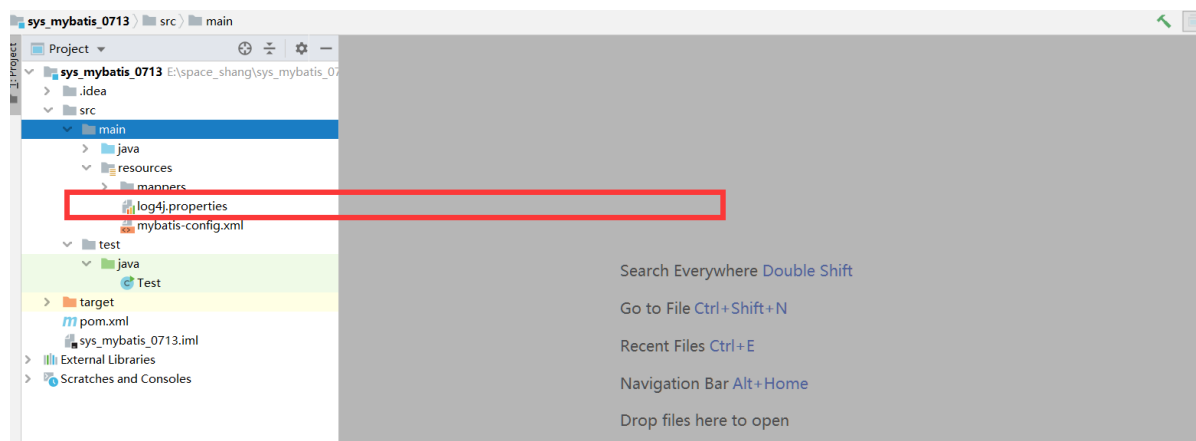 sys_mybatis_0713 src main
Project
1: Project
sys_mybatis_0713 E:\space_shang\sys_mybatis_07
.idea
src
main
java
resources
mappers
log4j.properties
mybatis-config.xml
test
java
Test
target
pom.xml
sys_mybatis_0713.iml
External Libraries
Scratches and Consoles
Search Everywhere Double Shift
Go to File Ctrl+Shift+N
Recent Files Ctrl+E
Navigation Bar Alt+Home
Drop files here to open